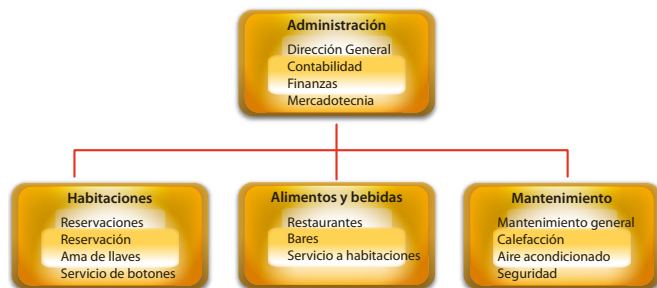 Administración
Dirección General
Contabilidad
Finanzas
Mercadotecnia
Habitaciones
Reservaciones
Reservación
Ama de llaves
Servicio de botones
Alimentos y bebidas
Restaurantes
Bares
Servicio a habitaciones
Mantenimiento
Mantenimiento general
Calefacción
Aire acondicionado
Seguridad